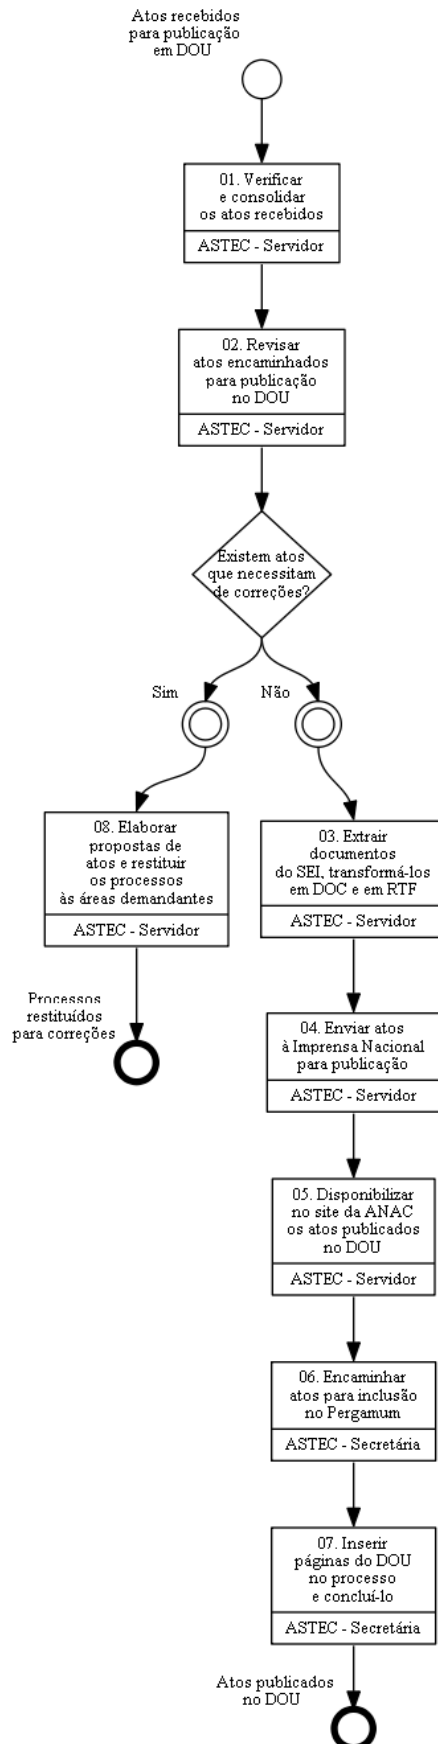 Atos recebidos
para publicação
em DOU
01. Verificar
e consolidar
os atos recebidos
ASTEC - Servidor
02. Revisar
atos encaminhados
para publicação
no DOU
ASTEC - Servidor
Existem atos
que necessitam
de correções?
Sim
Não
08. Elaborar
propostas de
atos e restituir
os processos
às áreas demandantes
ASTEC - Servidor
03. Extrair
documentos
do SEI, transformá-los
em DOC e em RTF
ASTEC - Servidor
Processos
restituídos
para correções
04. Enviar atos
à Imprensa Nacional
para publicação
ASTEC - Servidor
05. Disponibilizar
no site da ANAC
os atos publicados
no DOU
ASTEC - Servidor
06. Encaminhar
atos para inclusão
no Pergamum
ASTEC - Secretária
07. Inserir
páginas do DOU
no processo
e concluí-lo
ASTEC - Secretária
Atos publicados
no DOU